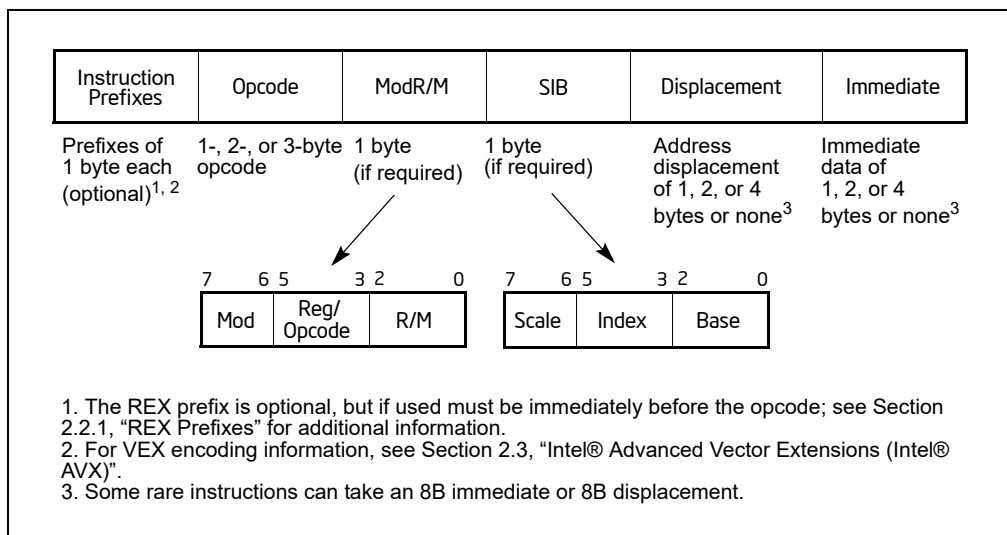 Instruction Prefixes
Opcode
ModR/M
SIB
Displacement
Immediate
Prefixes of
1 byte each
(optional)1, 2
1-, 2-, or 3-byte
opcode
1 byte
(if required)
1 byte
(if required)
Address
displacement
of 1, 2, or 4
bytes or none3
Immediate
data of
1, 2, or 4
bytes or none3
7 6 5 3 2 0
Mod
Reg/
Opcode
R/M
7 6 5 3 2 0
Scale
Index
Base
1. The REX prefix is optional, but if used must be immediately before the opcode; see Section
2.2.1, “REX Prefixes” for additional information.
2. For VEX encoding information, see Section 2.3, “Intel® Advanced Vector Extensions (Intel®
AVX)”.
3. Some rare instructions can take an 8B immediate or 8B displacement.